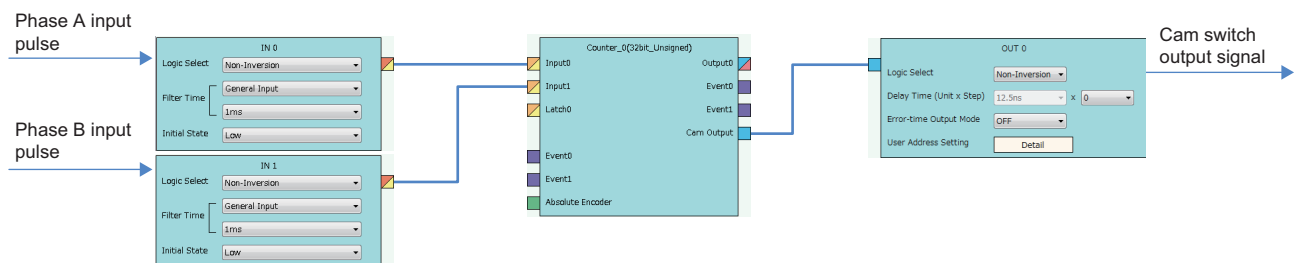 Phase A input
pulse
IN 0
Logic Select Non-Inversion
Filter Time General Input
1ms
Initial State Low
Phase B input
pulse
IN 1
Logic Select Non-Inversion
Filter Time General Input
1ms
Initial State Low
Counter_0(32bit_Unsigned)
Input0 Output0
Input1 Event0
Latch0 Event1
Cam Output
Event0
Event1
Absolute Encoder
OUT 0
Logic Select Non-Inversion
Delay Time (Unit x Step) 12.5ns x 0
Error-time Output Mode OFF
User Address Setting Detail
Cam switch
output signal